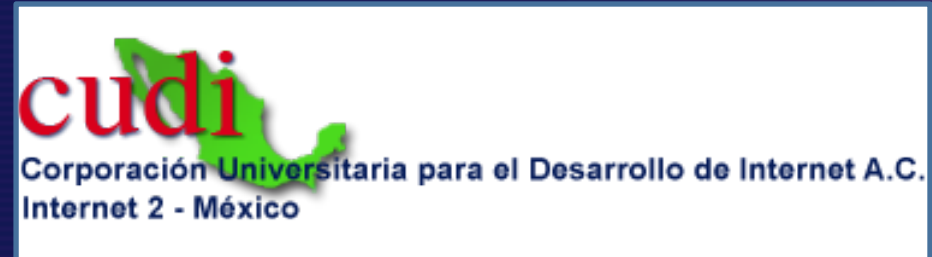 cudi
Corporación Universitaria para el Desarrollo de Internet A.C.
Internet 2 - México